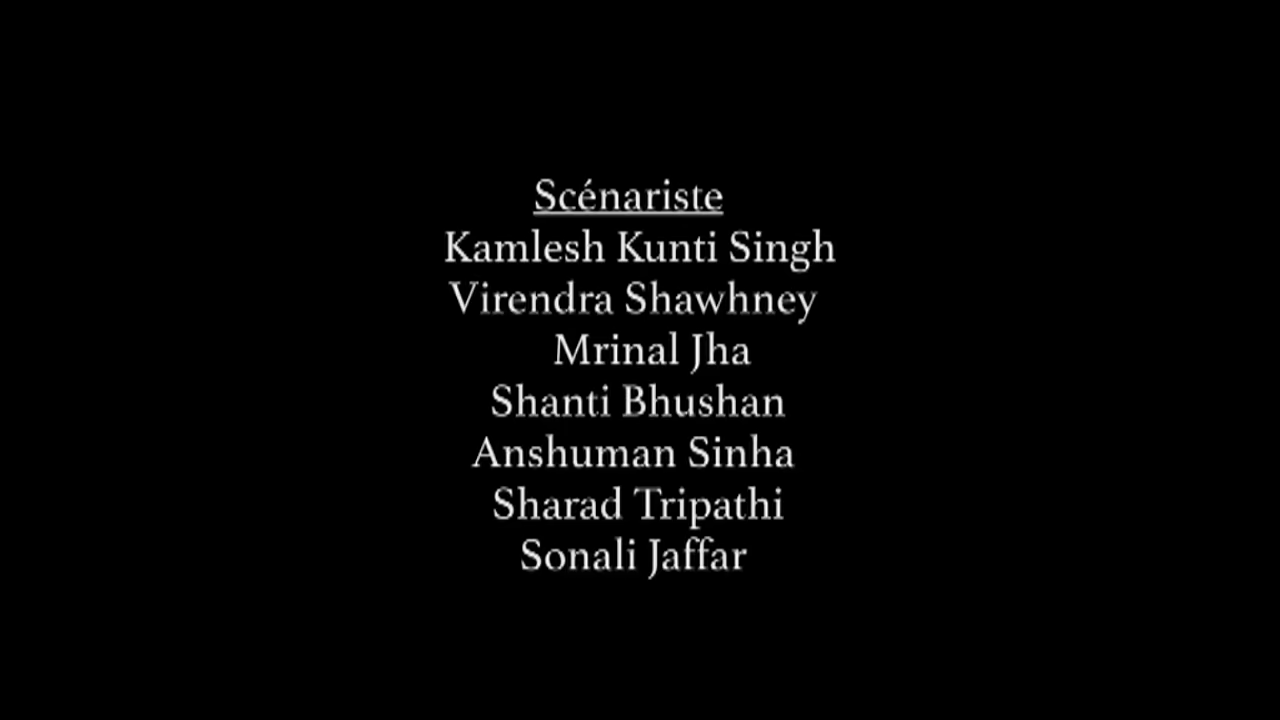 Scénariste
Kamlesh Kunti Singh
Virendra Shawhney
Mrinal Jha
Shanti Bhushan
Anshuman Sinha
Sharad Tripathi
Sonali Jaffar